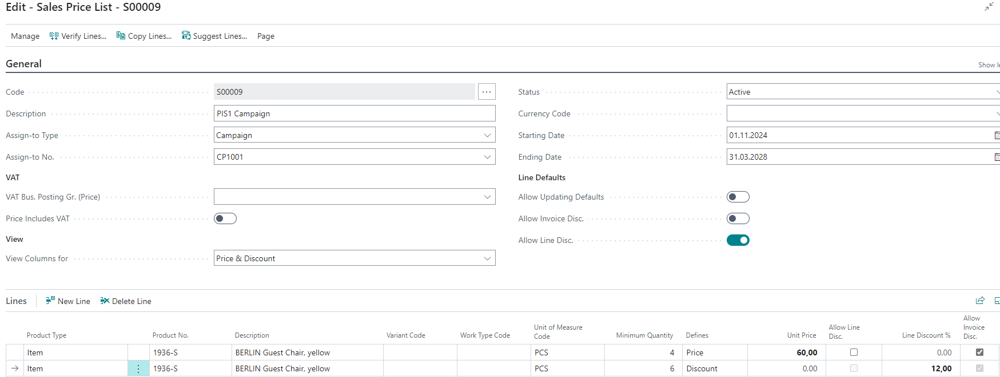 Edit - Sales Price List - S00009
Manage Verify Lines... Copy Lines... Suggest Lines... Page
General
Show le
Code S00009 ...
Description PIS1 Campaign
Assign-to Type Campaign
Assign-to No. CP1001
VAT
VAT Bus. Posting Gr. (Price)
Price Includes VAT
View
View Columns for Price & Discount
Status Active
Currency Code
Starting Date 01.11.2024
Ending Date 31.03.2028
Line Defaults
Allow Updating Defaults
Allow Invoice Disc.
Allow Line Disc.
Lines New Line Delete Line
Product Type Product No. Description Variant Code Work Type Code Unit of Measure Code Minimum Quantity Defines Unit Price Allow Line Disc. Line Discount % Allow Invoice Disc.
Item 1936-S BERLIN Guest Chair, yellow PCS 4 Price 60,00 0,00
Item 1936-S BERLIN Guest Chair, yellow PCS 6 Discount 0,00 12,00